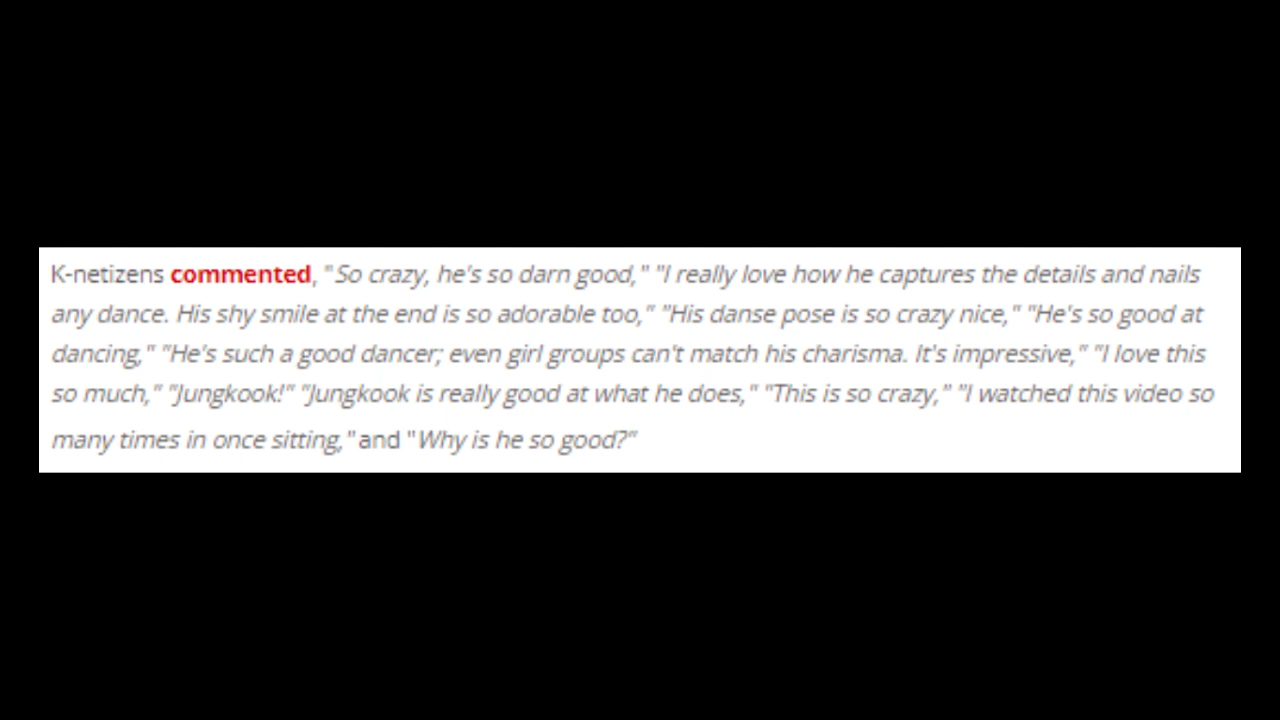 K-netizens commented, "So crazy, he's so darn good," "I really love how he captures the details and nails
any dance. His shy smile at the end is so adorable too," "His danse pose is so crazy nice," "He's so good at
dancing," "He's such a good dancer; even girl groups can't match his charisma. It's impressive," "I love this
so much," "Jungkook!" "Jungkook is really good at what he does," "This is so crazy," "I watched this video so
many times in once sitting," and "Why is he so good?"